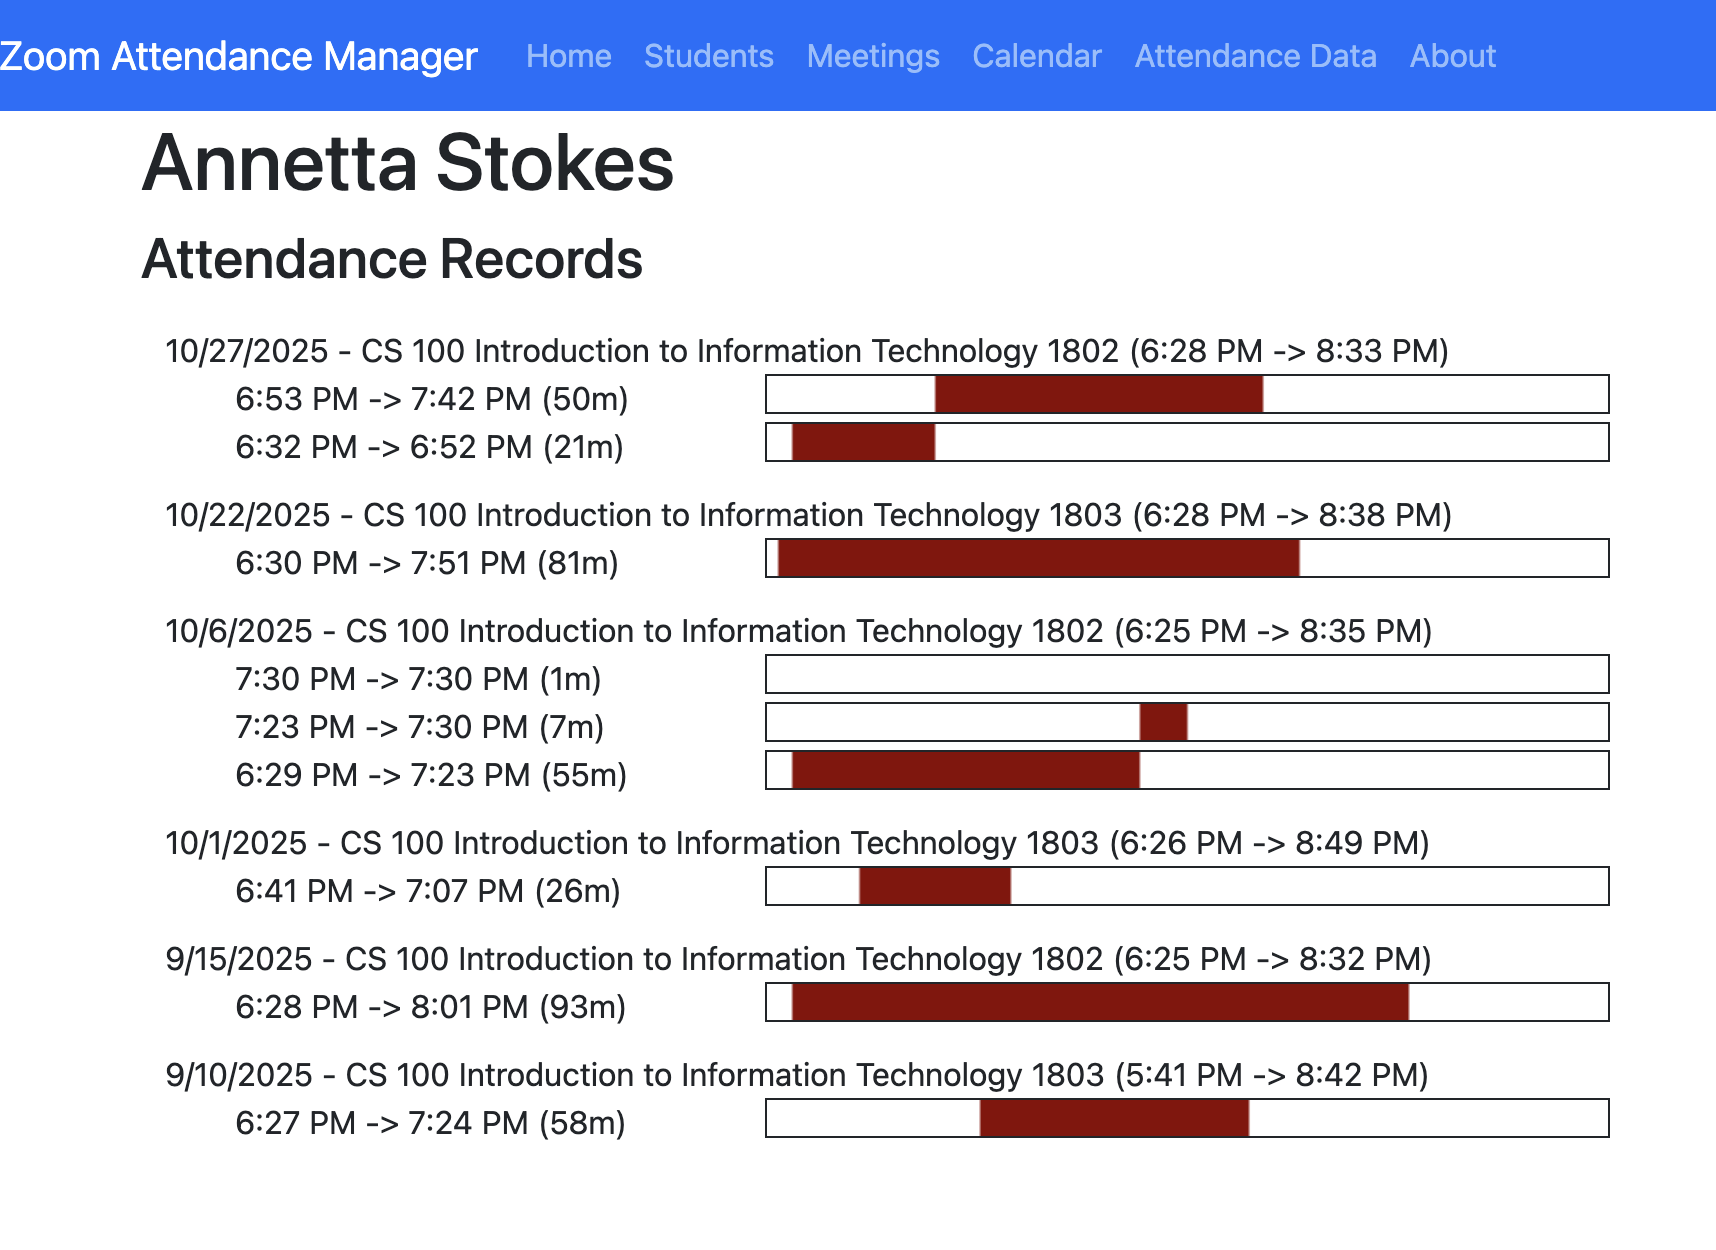 Zoom Attendance Manager Home Students Meetings Calendar Attendance Data About
Annetta Stokes
Attendance Records
10/27/2025 - CS 100 Introduction to Information Technology 1802 (6:28 PM -> 8:33 PM)
6:53 PM -> 7:42 PM (50m)
6:32 PM -> 6:52 PM (21m)
10/22/2025 - CS 100 Introduction to Information Technology 1803 (6:28 PM -> 8:38 PM)
6:30 PM -> 7:51 PM (81m)
10/6/2025 - CS 100 Introduction to Information Technology 1802 (6:25 PM -> 8:35 PM)
7:30 PM -> 7:30 PM (1m)
7:23 PM -> 7:30 PM (7m)
6:29 PM -> 7:23 PM (55m)
10/1/2025 - CS 100 Introduction to Information Technology 1803 (6:26 PM -> 8:49 PM)
6:41 PM -> 7:07 PM (26m)
9/15/2025 - CS 100 Introduction to Information Technology 1802 (6:25 PM -> 8:32 PM)
6:28 PM -> 8:01 PM (93m)
9/10/2025 - CS 100 Introduction to Information Technology 1803 (5:41 PM -> 8:42 PM)
6:27 PM -> 7:24 PM (58m)